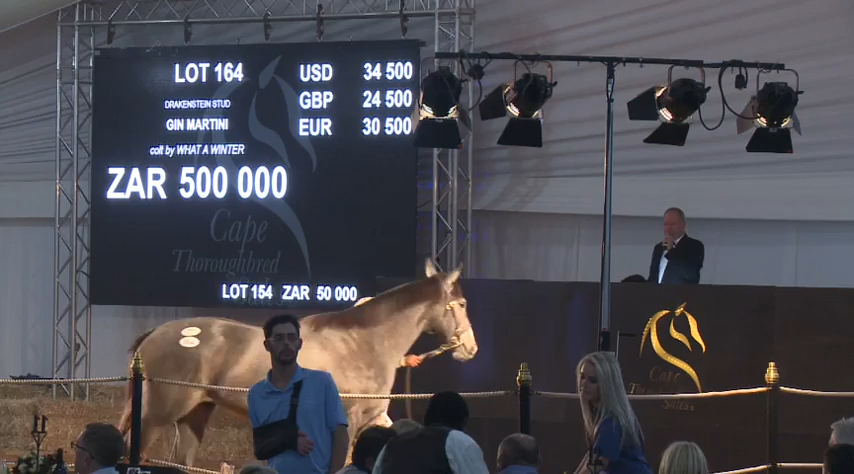 LOT 164
USD 34 500
DRAKENSTEIN STUD
GBP 24 500
GIN MARTINI
EUR 30 500
colt by WHAT A WINTER
ZAR 500 000
Cape
Thoroughbred
LOT 154 ZAR 50 000
Cape